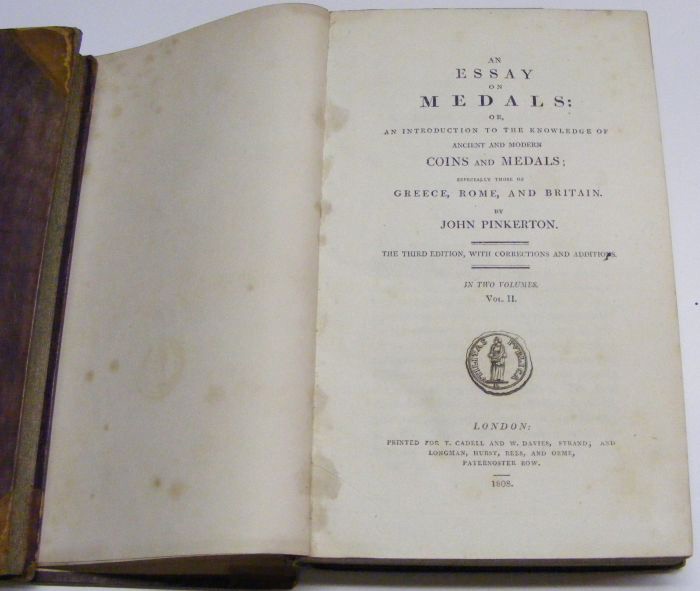 AN
ESSAY
ON
MEDALS:
OR,
AN INTRODUCTION TO THE KNOWLEDGE OF
ANCIENT AND MODERN
COINS AND MEDALS;
ESPECIALLY THOSE OF
GREECE, ROME, AND BRITAIN.
BY
JOHN PINKERTON.
THE THIRD EDITION, WITH CORRECTIONS AND ADDITIONS.
IN TWO VOLUMES.
VOL. II.
VTILITAS PVBLICA
LONDON:
PRINTED FOR T. CADELL AND W. DAVIES, STRAND; AND
LONGMAN, HURST, REES, AND ORME,
PATERNOSTER ROW.
1808.